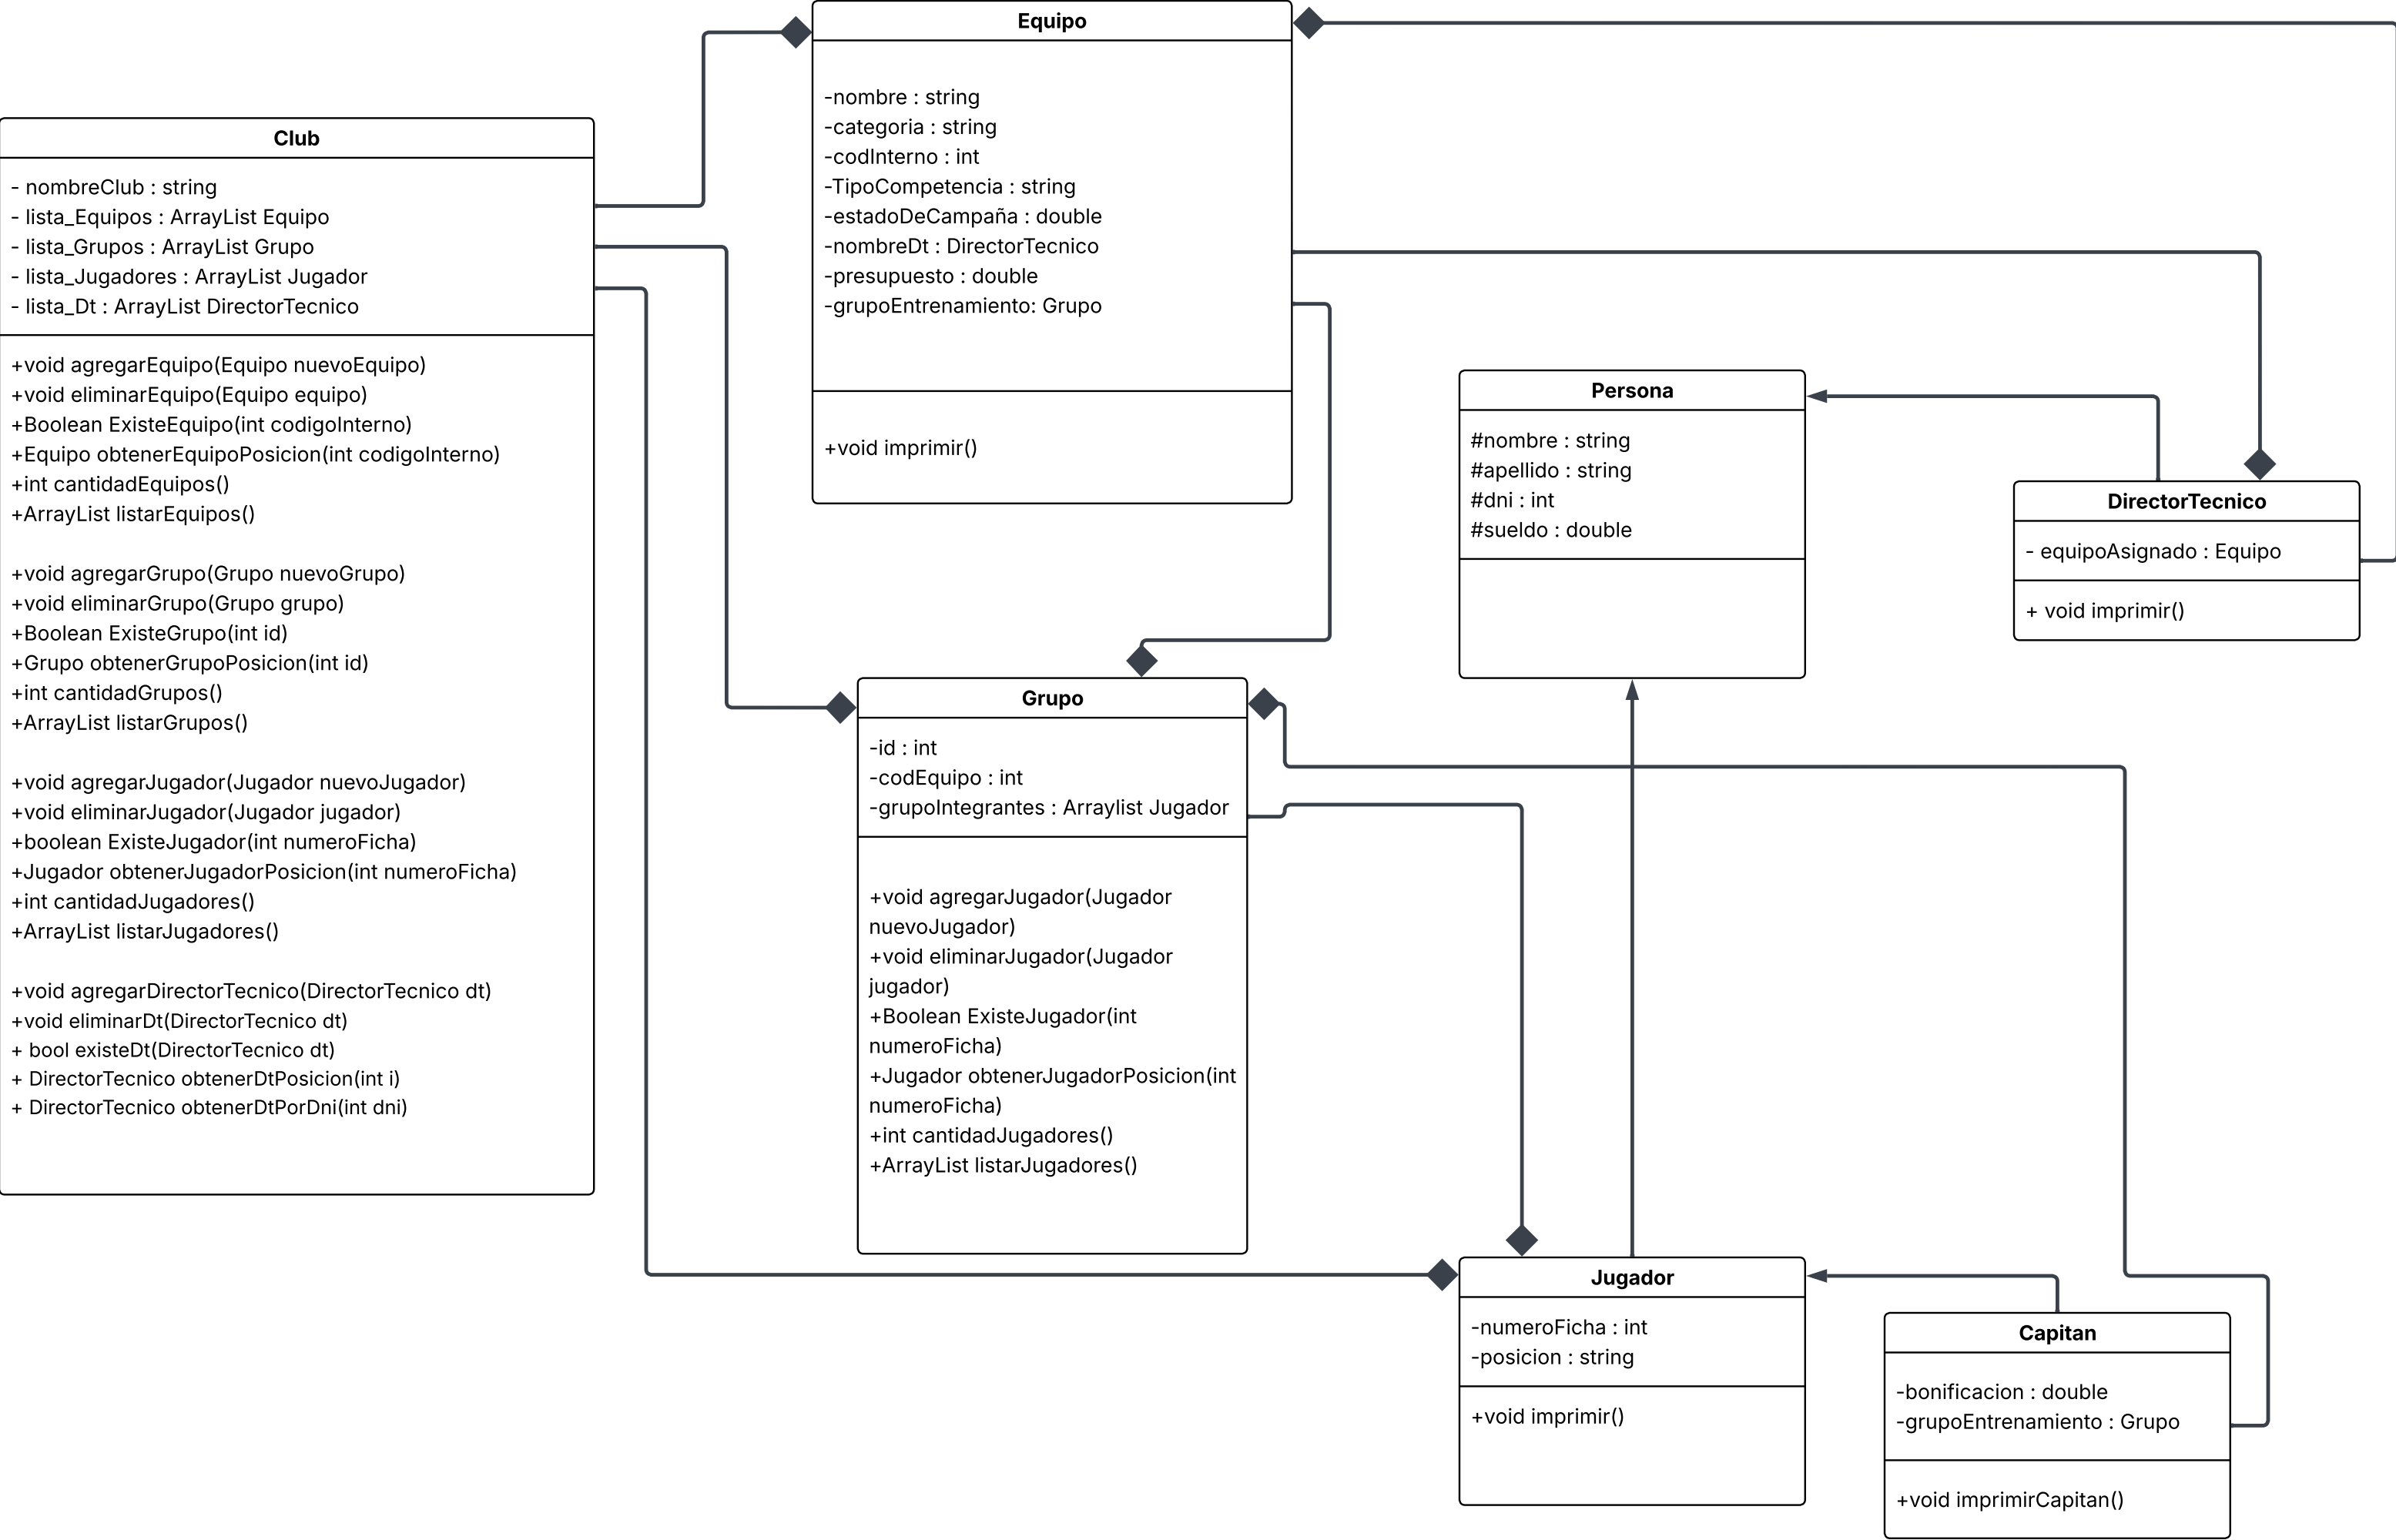 Equipo
-nombre : string
-categoria : string
-codInterno : int
-TipoCompetencia : string
-estadoDeCampaña : double
-nombreDt : DirectorTecnico
-presupuesto : double
-grupoEntrenamiento: Grupo
+void imprimir()
Club
- nombreClub : string
- lista_Equipos : ArrayList Equipo
- lista_Grupos : ArrayList Grupo
- lista_Jugadores : ArrayList Jugador
- lista_Dt : ArrayList DirectorTecnico
+void agregarEquipo(Equipo nuevoEquipo)
+void eliminarEquipo(Equipo equipo)
+Boolean ExisteEquipo(int codigoInterno)
+Equipo obtenerEquipoPosicion(int codigoInterno)
+int cantidadEquipos()
+ArrayList listarEquipos()
+void agregarGrupo(Grupo nuevoGrupo)
+void eliminarGrupo(Grupo grupo)
+Boolean ExisteGrupo(int id)
+Grupo obtenerGrupoPosicion(int id)
+int cantidadGrupos()
+ArrayList listarGrupos()
+void agregarJugador(Jugador nuevoJugador)
+void eliminarJugador(Jugador jugador)
+boolean ExisteJugador(int numeroFicha)
+Jugador obtenerJugadorPosicion(int numeroFicha)
+int cantidadJugadores()
+ArrayList listarJugadores()
+void agregarDirectorTecnico(DirectorTecnico dt)
+void eliminarDt(DirectorTecnico dt)
+ bool existeDt(DirectorTecnico dt)
+ DirectorTecnico obtenerDtPosicion(int i)
+ DirectorTecnico obtenerDtPorDni(int dni)
Persona
#nombre : string
#apellido : string
#dni : int
#sueldo : double
DirectorTecnico
- equipoAsignado : Equipo
+ void imprimir()
Grupo
-id : int
-codEquipo : int
-grupoIntegrantes : Arraylist Jugador
+void agregarJugador(Jugador
nuevoJugador)
+void eliminarJugador(Jugador
jugador)
+Boolean ExisteJugador(int
numeroFicha)
+Jugador obtenerJugadorPosicion(int
numeroFicha)
+int cantidadJugadores()
+ArrayList listarJugadores()
Jugador
-numeroFicha : int
-posicion : string
+void imprimir()
Capitan
-bonificacion : double
-grupoEntrenamiento : Grupo
+void imprimirCapitan()